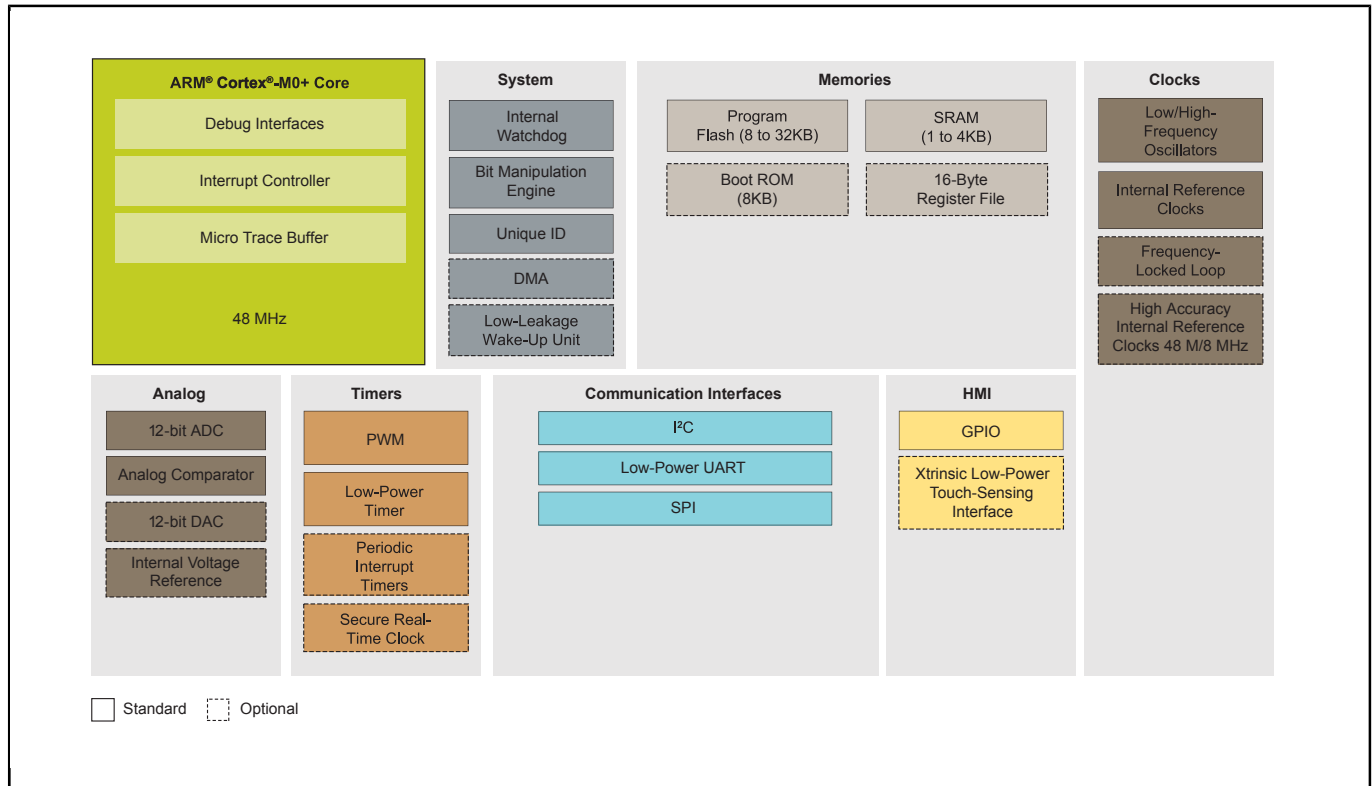 ARM® Cortex®-M0+ Core
Debug Interfaces
Interrupt Controller
Micro Trace Buffer
48 MHz
System
Internal
Watchdog
Bit Manipulation
Engine
Unique ID
DMA
Low-Leakage
Wake-Up Unit
Memories
Program
Flash (8 to 32KB)
SRAM
(1 to 4KB)
Boot ROM
(8KB)
16-Byte
Register File
Clocks
Low/High-
Frequency
Oscillators
Internal Reference
Clocks
Frequency-
Locked Loop
High Accuracy
Internal Reference
Clocks 48 M/8 MHz
Analog
12-bit ADC
Analog Comparator
12-bit DAC
Internal Voltage
Reference
Timers
PWM
Low-Power
Timer
Periodic
Interrupt
Timers
Secure Real-
Time Clock
Communication Interfaces
I²C
Low-Power UART
SPI
HMI
GPIO
Xtrinsic Low-Power
Touch-Sensing
Interface
Standard
Optional